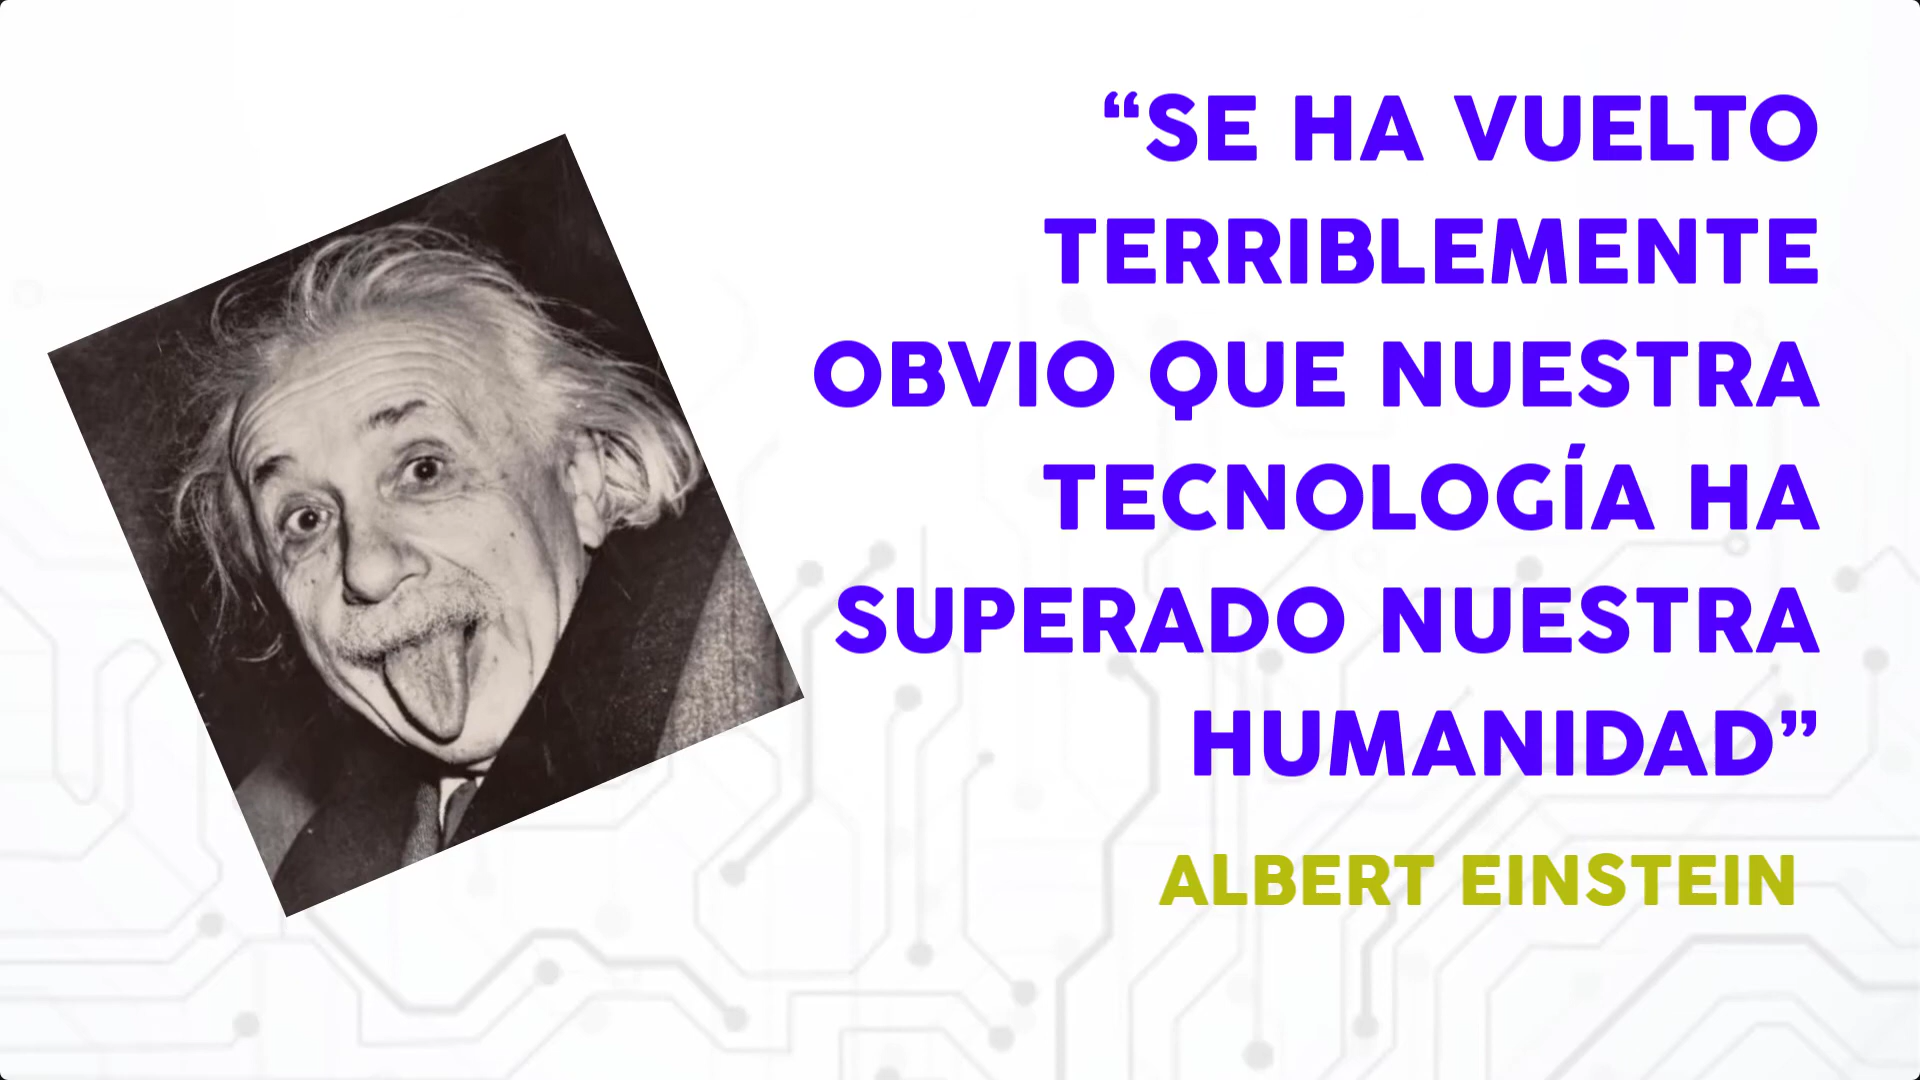 “SE HA VUELTO
TERRIBLEMENTE
OBVIO QUE NUESTRA
TECNOLOGÍA HA
SUPERADO NUESTRA
HUMANIDAD”
ALBERT EINSTEIN